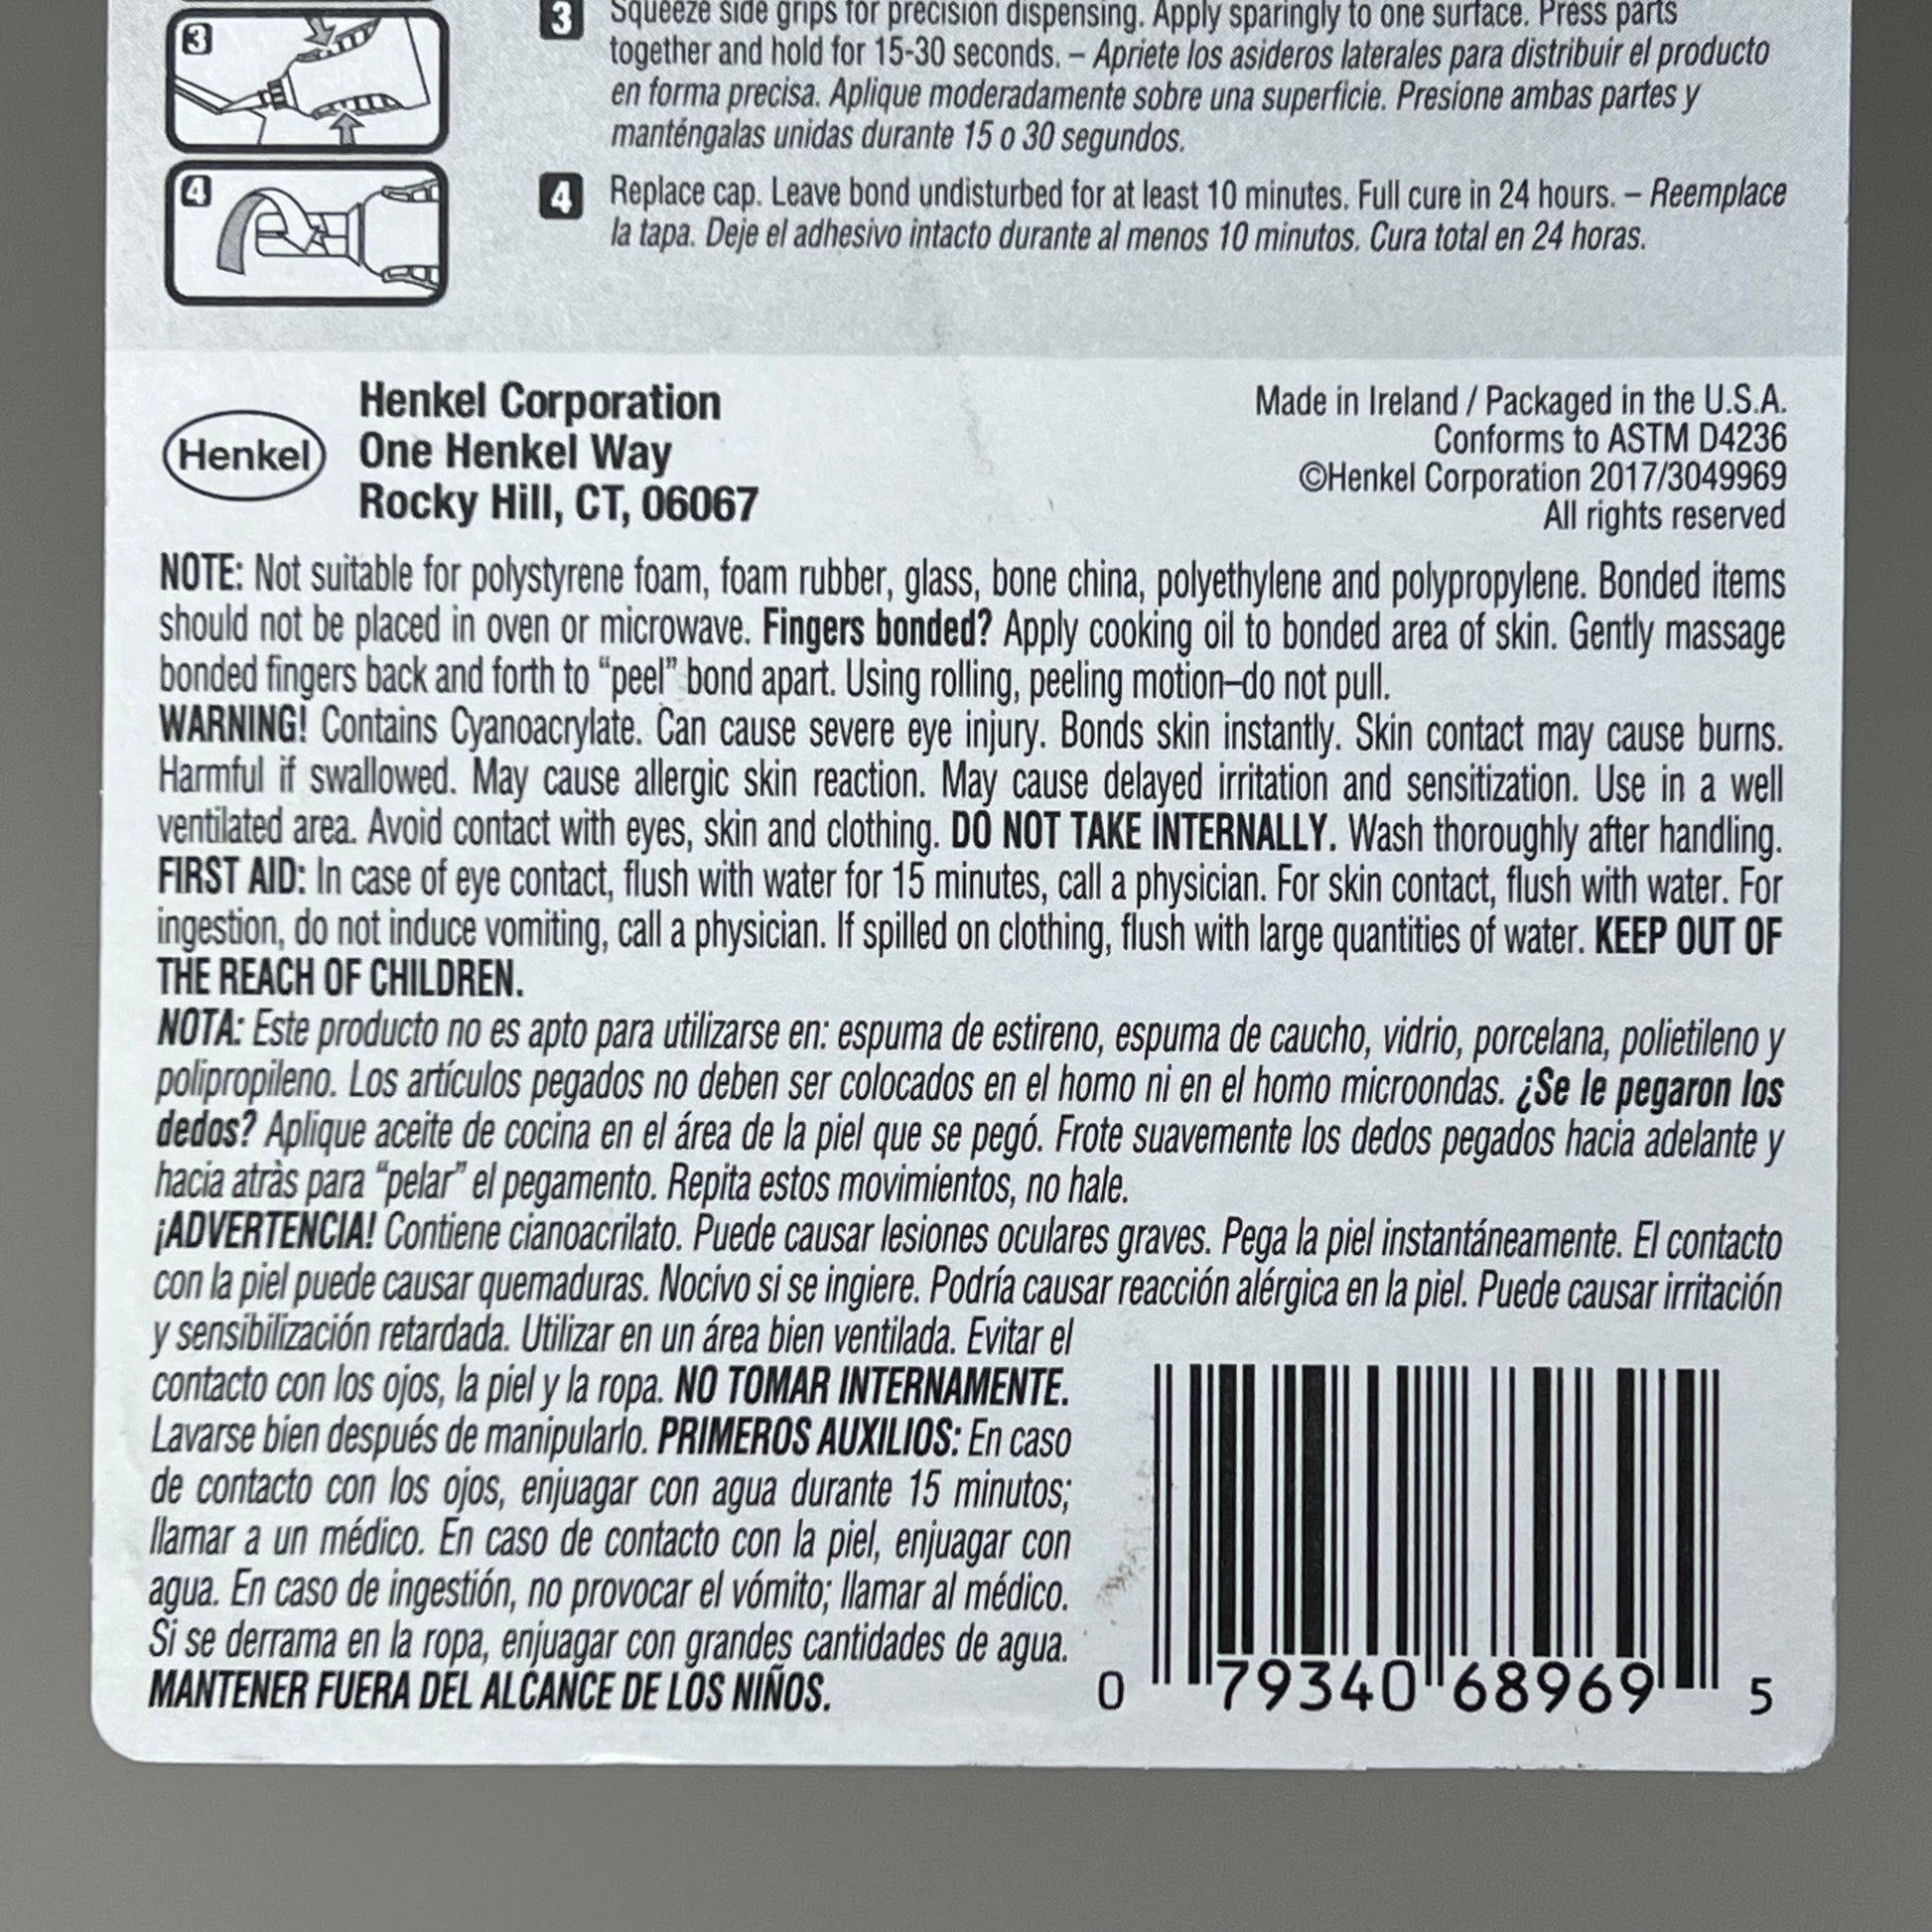 3
3 Squeeze side grips for precision dispensing. Apply sparingly to one surface. Press parts
together and hold for 15-30 seconds. – Apriete los asideros laterales para distribuir el producto
en forma precisa. Aplique moderadamente sobre una superficie. Presione ambas partes y
manténgalas unidas durante 15 o 30 segundos.
4
4 Replace cap. Leave bond undisturbed for at least 10 minutes. Full cure in 24 hours. – Reemplace
la tapa. Deje el adhesivo intacto durante al menos 10 minutos. Cura total en 24 horas.
Henkel
Henkel Corporation
One Henkel Way
Rocky Hill, CT, 06067
Made in Ireland / Packaged in the U.S.A.
Conforms to ASTM D4236
©Henkel Corporation 2017/3049969
All rights reserved
NOTE: Not suitable for polystyrene foam, foam rubber, glass, bone china, polyethylene and polypropylene. Bonded items
should not be placed in oven or microwave. Fingers bonded? Apply cooking oil to bonded area of skin. Gently massage
bonded fingers back and forth to “peel” bond apart. Using rolling, peeling motion–do not pull.
WARNING! Contains Cyanoacrylate. Can cause severe eye injury. Bonds skin instantly. Skin contact may cause burns.
Harmful if swallowed. May cause allergic skin reaction. May cause delayed irritation and sensitization. Use in a well
ventilated area. Avoid contact with eyes, skin and clothing. DO NOT TAKE INTERNALLY. Wash thoroughly after handling.
FIRST AID: In case of eye contact, flush with water for 15 minutes, call a physician. For skin contact, flush with water. For
ingestion, do not induce vomiting, call a physician. If spilled on clothing, flush with large quantities of water. KEEP OUT OF
THE REACH OF CHILDREN.
NOTA: Este producto no es apto para utilizarse en: espuma de estireno, espuma de caucho, vidrio, porcelana, polietileno y
polipropileno. Los artículos pegados no deben ser colocados en el homo ni en el homo microondas. ¿Se le pegaron los
dedos? Aplique aceite de cocina en el área de la piel que se pegó. Frote suavemente los dedos pegados hacia adelante y
hacia atràs para “pelar” el pegamento. Repita estos movimientos, no hale.
¡ADVERTENCIA! Contiene cianoacrilato. Puede causar lesiones oculares graves. Pega la piel instantáneamente. El contacto
con la piel puede causar quemaduras. Nocivo si se ingiere. Podría causar reacción alérgica en la piel. Puede causar irritación
y sensibilización retardada. Utilizar en un área bien ventilada. Evitar el
contacto con los ojos, la piel y la ropa. NO TOMAR INTERNAMENTE.
Lavarse bien después de manipularlo. PRIMEROS AUXILIOS: En caso
de contacto con los ojos, enjuagar con agua durante 15 minutos;
llamar a un médico. En caso de contacto con la piel, enjuagar con
agua. En caso de ingestión, no provocar el vómito; llamar al médico.
Si se derrama en la ropa, enjuagar con grandes cantidades de agua.
MANTENER FUERA DEL ALCANCE DE LOS NIÑOS.
0 79340 68969 5